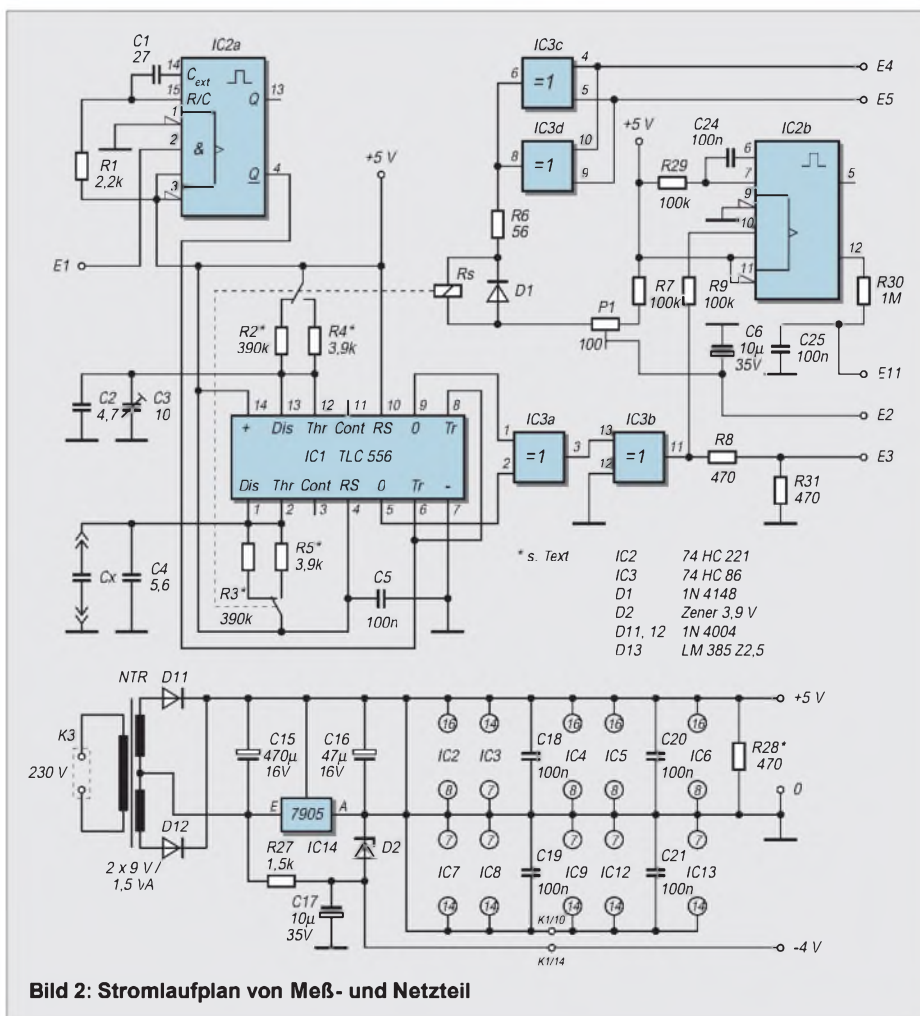 C1
27
IC2a
14
C ext
15
R/C
Q
13
1
2
&
Q
4
3
R1
2,2k
E1
IC3c
6
=1
4
5
E4
E5
IC3d
8
=1
10
9
+5 V
+5 V
C24
100n
IC2b
6
7
5
R29
100k
9
10
11
12
R6
56
Rs
D1
R7
100k
R9
100k
R30
1M
P1
100
C6
10µ
35V
C25
100n
E11
E2
R2*
390k
R4*
3,9k
C2
4,7
C3
10
14 13 12 11 10 9 8
+ Dis Thr Cont RS 0 Tr
IC1 TLC 556
Dis Thr Cont RS 0 Tr -
1 2 3 4 5 6 7
IC3a
1
2
=1
3
IC3b
13
12
=1
11
R8
470
E3
R31
470
Cx
C4
5,6
R5*
3,9k
R3*
390k
C5
100n
* s. Text
IC2 74 HC 221
IC3 74 HC 86
D1 1N 4148
D2 Zener 3,9 V
D11, 12 1N 4004
D13 LM 385 Z2,5
NTR
D11
K3
230 V
D12
2 x 9 V /
1,5 VA
C15
470µ
16V
C16
47µ
16V
E
7905
A
IC14
D2
R27
1,5k
C17
10µ
35V
16 14 16 16 16
IC2 IC3 C18 100n IC4 IC5 C20 100n IC6
8 7 8 8 8
7 7 7 7 7
IC7 IC8 C19 100n IC9 IC12 C21 100n IC13
14 14 14 14 14
K1/10
K1/14
R28*
470
+5 V
0
-4 V
Bild 2: Stromlaufplan von Meß- und Netzteil